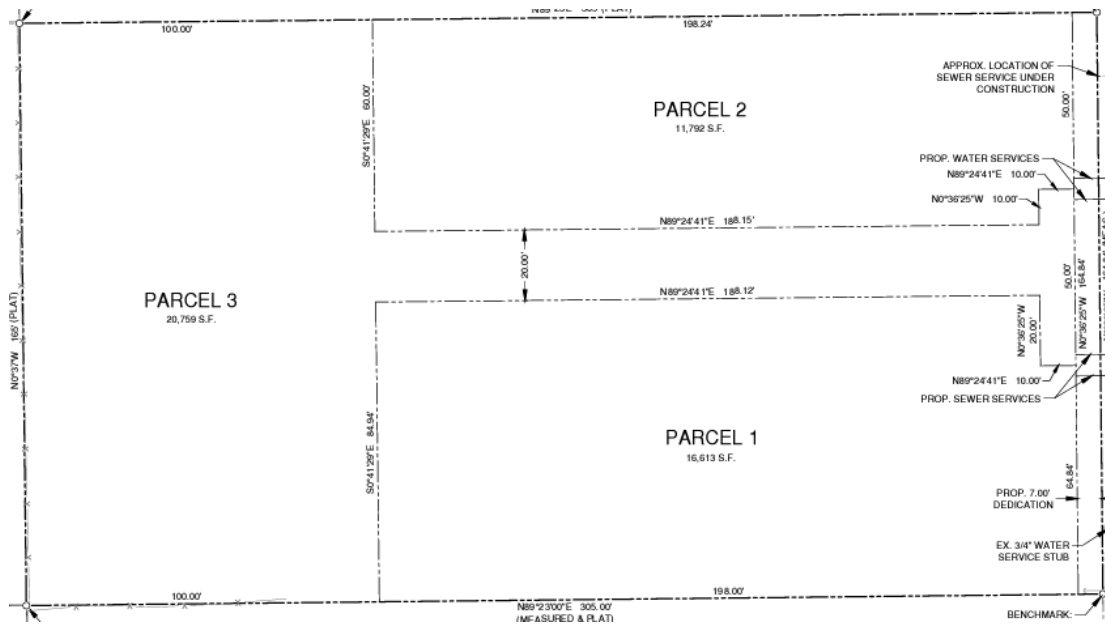 100.00'
198.24'
APPROX. LOCATION OF
SEWER SERVICE UNDER
CONSTRUCTION
S0°41'29"E 60.00'
PARCEL 2
11,792 S.F.
50.00'
PROP. WATER SERVICES
N89°24'41"E 10.00'
N0°36'25"W 10.00'
N89°24'41"E 188.15'
20.00'
PARCEL 3
20,759 S.F.
N0°37'W 165' (PLAT)
N89°24'41"E 188.12'
N0°36'25"W
20.00'
50.00'
N0°36'25"W 164.84'
N89°24'41"E 10.00'
PROP. SEWER SERVICES
S0°41'29"E 84.94'
PARCEL 1
16,613 S.F.
64.84'
PROP. 7.00'
DEDICATION
EX. 3/4" WATER
SERVICE STUB
100.00'
198.00'
N89°23'00"E 305.00'
(MEASURED & PLAT)
BENCHMARK: